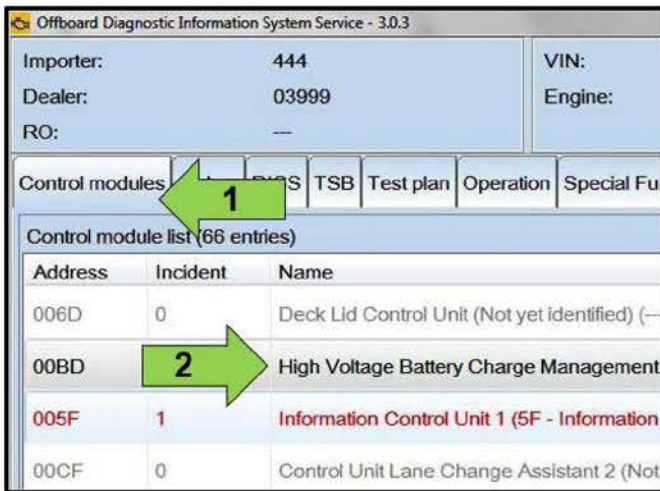 Offboard Diagnostic Information System Service - 3.0.3
Importer: 444 VIN:
Dealer: 03999 Engine:
RO: ---
Control modules 1 TSB Test plan Operation Special Fu
Control module list (66 entries)
Address Incident Name
006D 0 Deck Lid Control Unit (Not yet identified) (--
00BD 2 High Voltage Battery Charge Management
005F 1 Information Control Unit 1 (5F - Information
00CF 0 Control Unit Lane Change Assistant 2 (Not